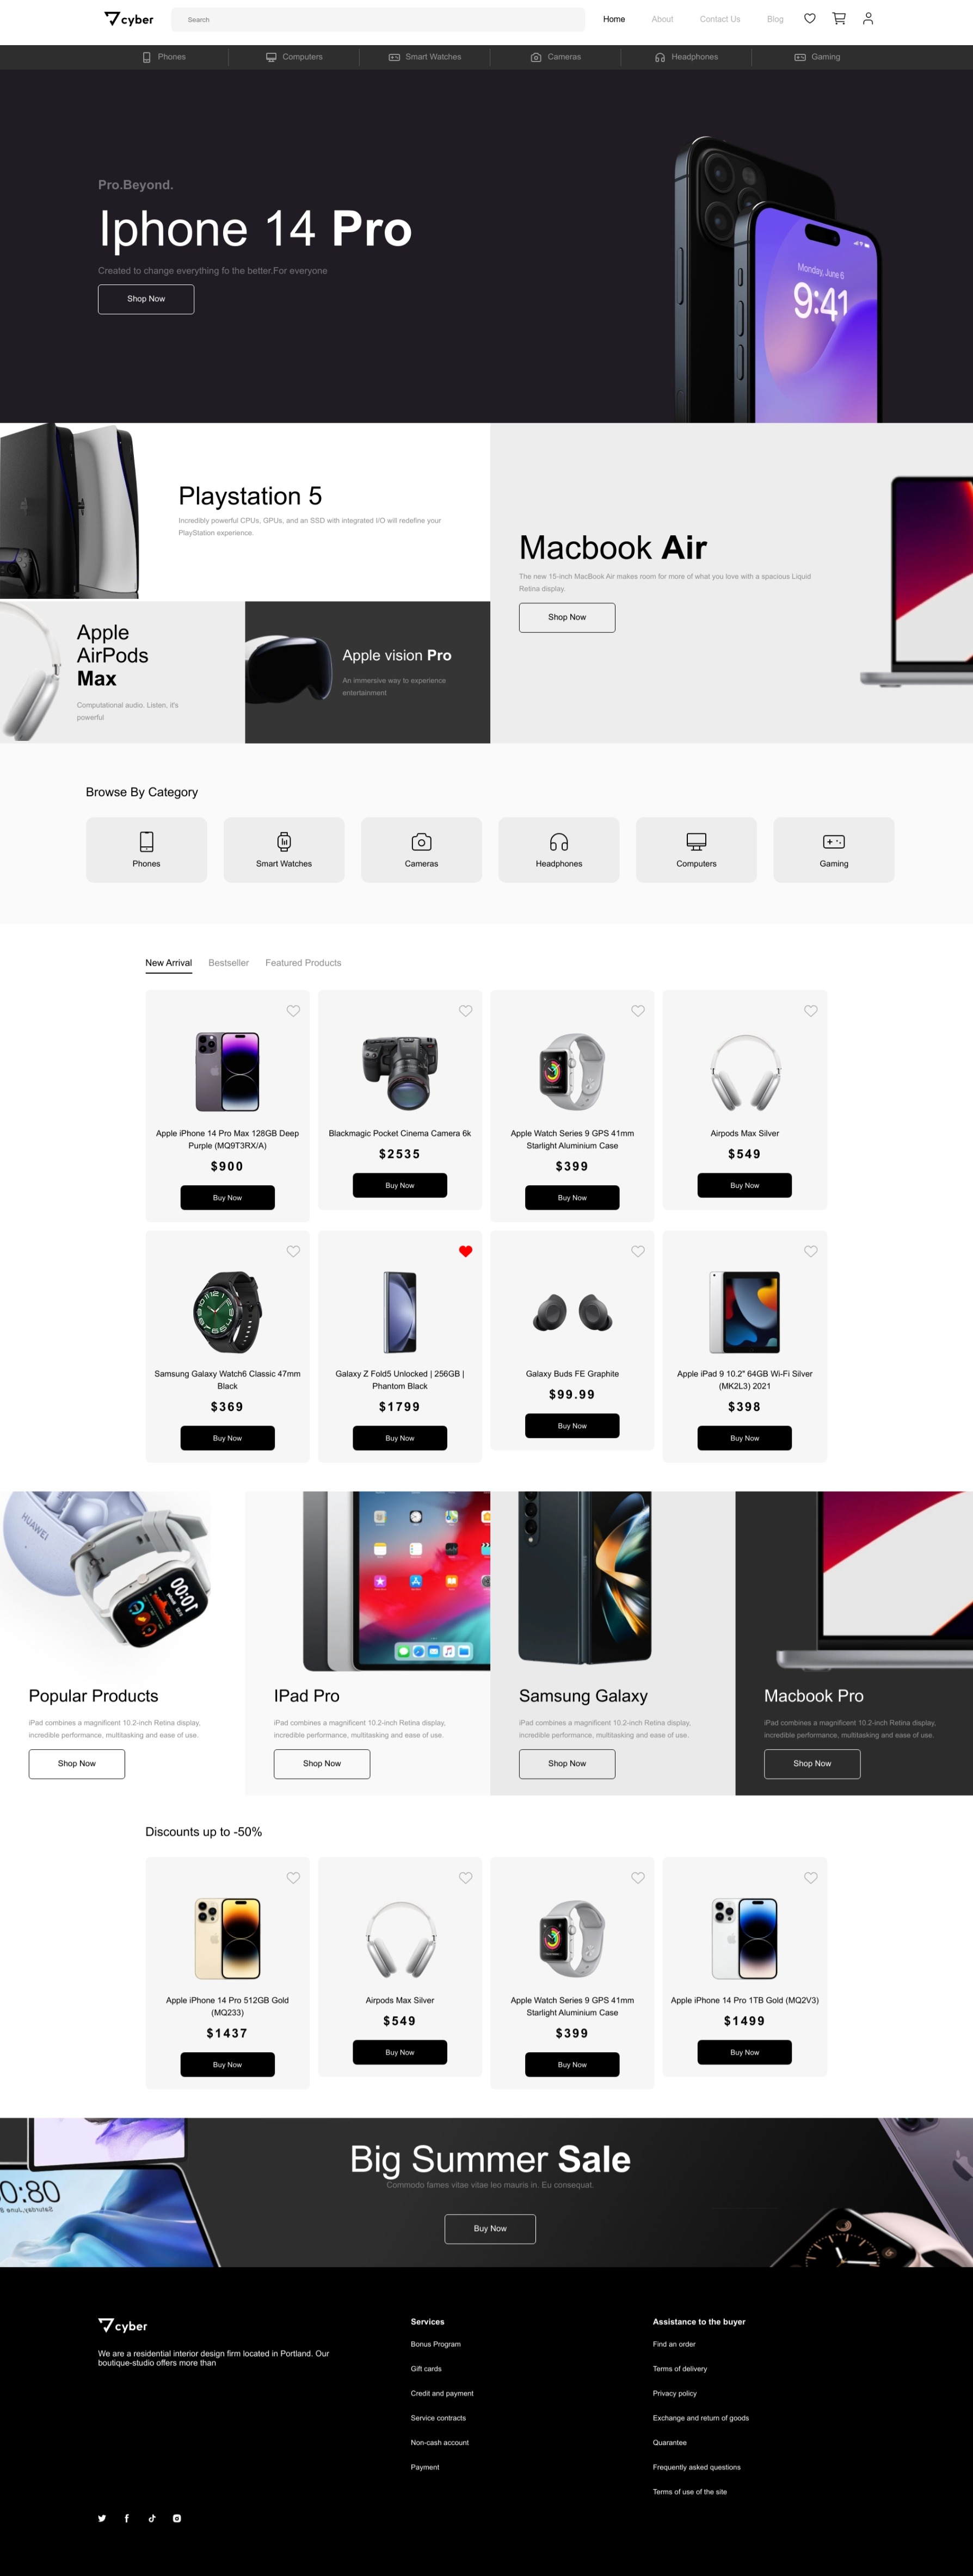 cyber
Search
Home
About
Contact Us
Blog
Phones
Computers
Smart Watches
Cameras
Headphones
Gaming
Pro.Beyond.
Iphone 14 Pro
Created to change everything fo the better.For everyone
Shop Now
Monday, June 6
9:41
Playstation 5
Incredibly powerful CPUs, GPUs, and an SSD with integrated I/O will redefine your
PlayStation experience.
Macbook Air
The new 15-inch MacBook Air makes room for more of what you love with a spacious Liquid
Retina display.
Shop Now
Apple
AirPods
Max
Computational audio. Listen, it's
powerful
Apple vision Pro
An immersive way to experience
entertainment
Browse By Category
Phones
Smart Watches
Cameras
Headphones
Computers
Gaming
New Arrival
Bestseller
Featured Products
Apple iPhone 14 Pro Max 128GB Deep
Purple (MQ9T3RX/A)
$900
Buy Now
Blackmagic Pocket Cinema Camera 6k
$2535
Buy Now
Apple Watch Series 9 GPS 41mm
Starlight Aluminium Case
$399
Buy Now
Airpods Max Silver
$549
Buy Now
Samsung Galaxy Watch6 Classic 47mm
Black
$369
Buy Now
Galaxy Z Fold5 Unlocked | 256GB |
Phantom Black
$1799
Buy Now
Galaxy Buds FE Graphite
$99.99
Buy Now
Apple iPad 9 10.2" 64GB Wi-Fi Silver
(MK2L3) 2021
$398
Buy Now
HUAWEI
10:00
Popular Products
iPad combines a magnificent 10.2-inch Retina display,
incredible performance, multitasking and ease of use.
Shop Now
IPad Pro
iPad combines a magnificent 10.2-inch Retina display,
incredible performance, multitasking and ease of use.
Shop Now
Samsung Galaxy
iPad combines a magnificent 10.2-inch Retina display,
incredible performance, multitasking and ease of use.
Shop Now
Macbook Pro
iPad combines a magnificent 10.2-inch Retina display,
incredible performance, multitasking and ease of use.
Shop Now
Discounts up to -50%
Apple iPhone 14 Pro 512GB Gold
(MQ233)
$1437
Buy Now
Airpods Max Silver
$549
Buy Now
Apple Watch Series 9 GPS 41mm
Starlight Aluminium Case
$399
Buy Now
Apple iPhone 14 Pro 1TB Gold (MQ2V3)
$1499
Buy Now
Big Summer Sale
Commodo fames vitae vitae leo mauris in. Eu consequat.
Buy Now
cyber
We are a residential interior design firm located in Portland. Our
boutique-studio offers more than
Services
Bonus Program
Gift cards
Credit and payment
Service contracts
Non-cash account
Payment
Assistance to the buyer
Find an order
Terms of delivery
Privacy policy
Exchange and return of goods
Quarantee
Frequently asked questions
Terms of use of the site